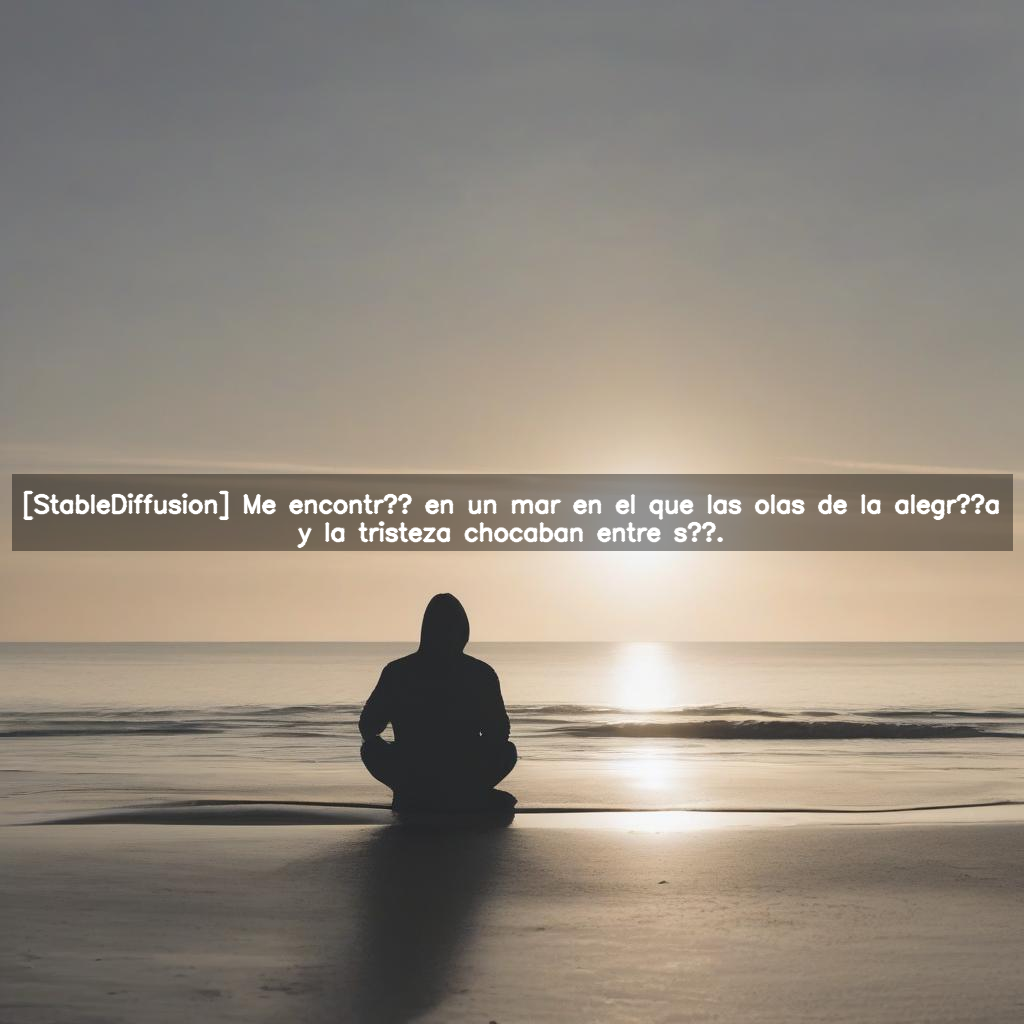 [StableDiffusion] Me encontr?? en un mar en el que las olas de la alegr??a
y la tristeza chocaban entre s??.